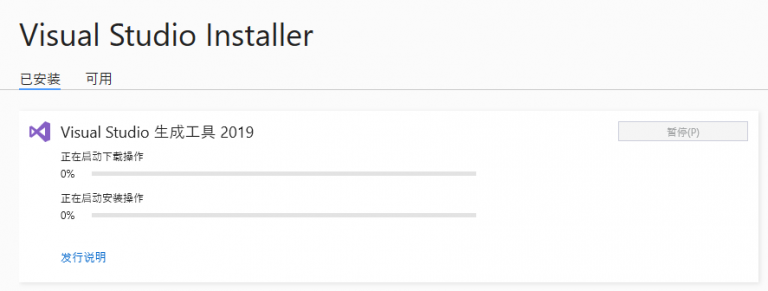 Visual Studio Installer
已安装 可用
Visual Studio 生成工具 2019
暂停(P)
正在启动下载操作
0%
正在启动安装操作
0%
发行说明